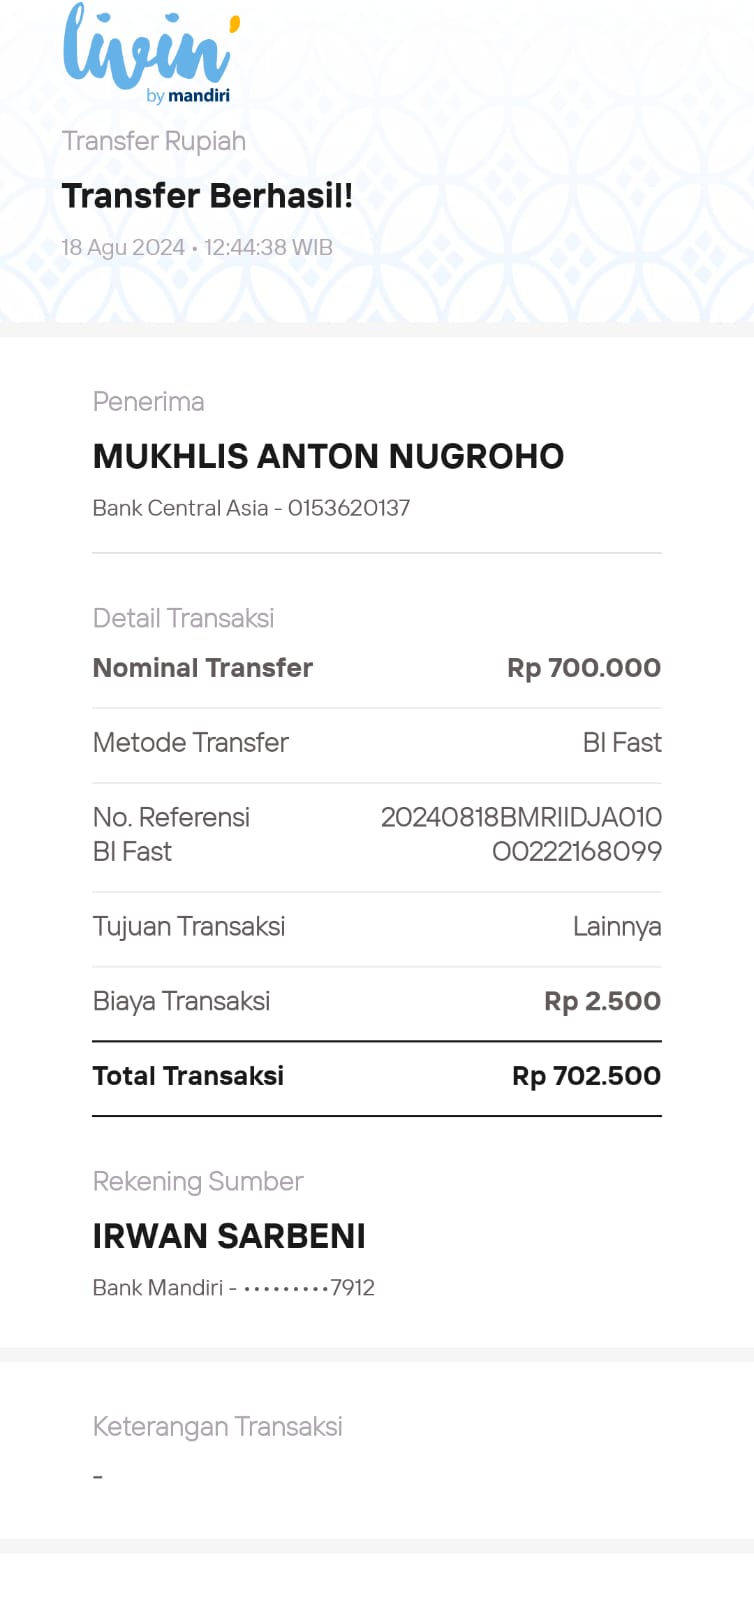 livin'
by mandiri
Transfer Rupiah
Transfer Berhasil!
18 Agu 2024 • 12:44:38 WIB
Penerima
MUKHLIS ANTON NUGROHO
Bank Central Asia - 0153620137
Detail Transaksi
Nominal Transfer Rp 700.000
Metode Transfer BI Fast
No. Referensi 20240818BMRIIDJA010
BI Fast O0222168099
Tujuan Transaksi Lainnya
Biaya Transaksi Rp 2.500
Total Transaksi Rp 702.500
Rekening Sumber
IRWAN SARBENI
Bank Mandiri - •••••••••7912
Keterangan Transaksi
-